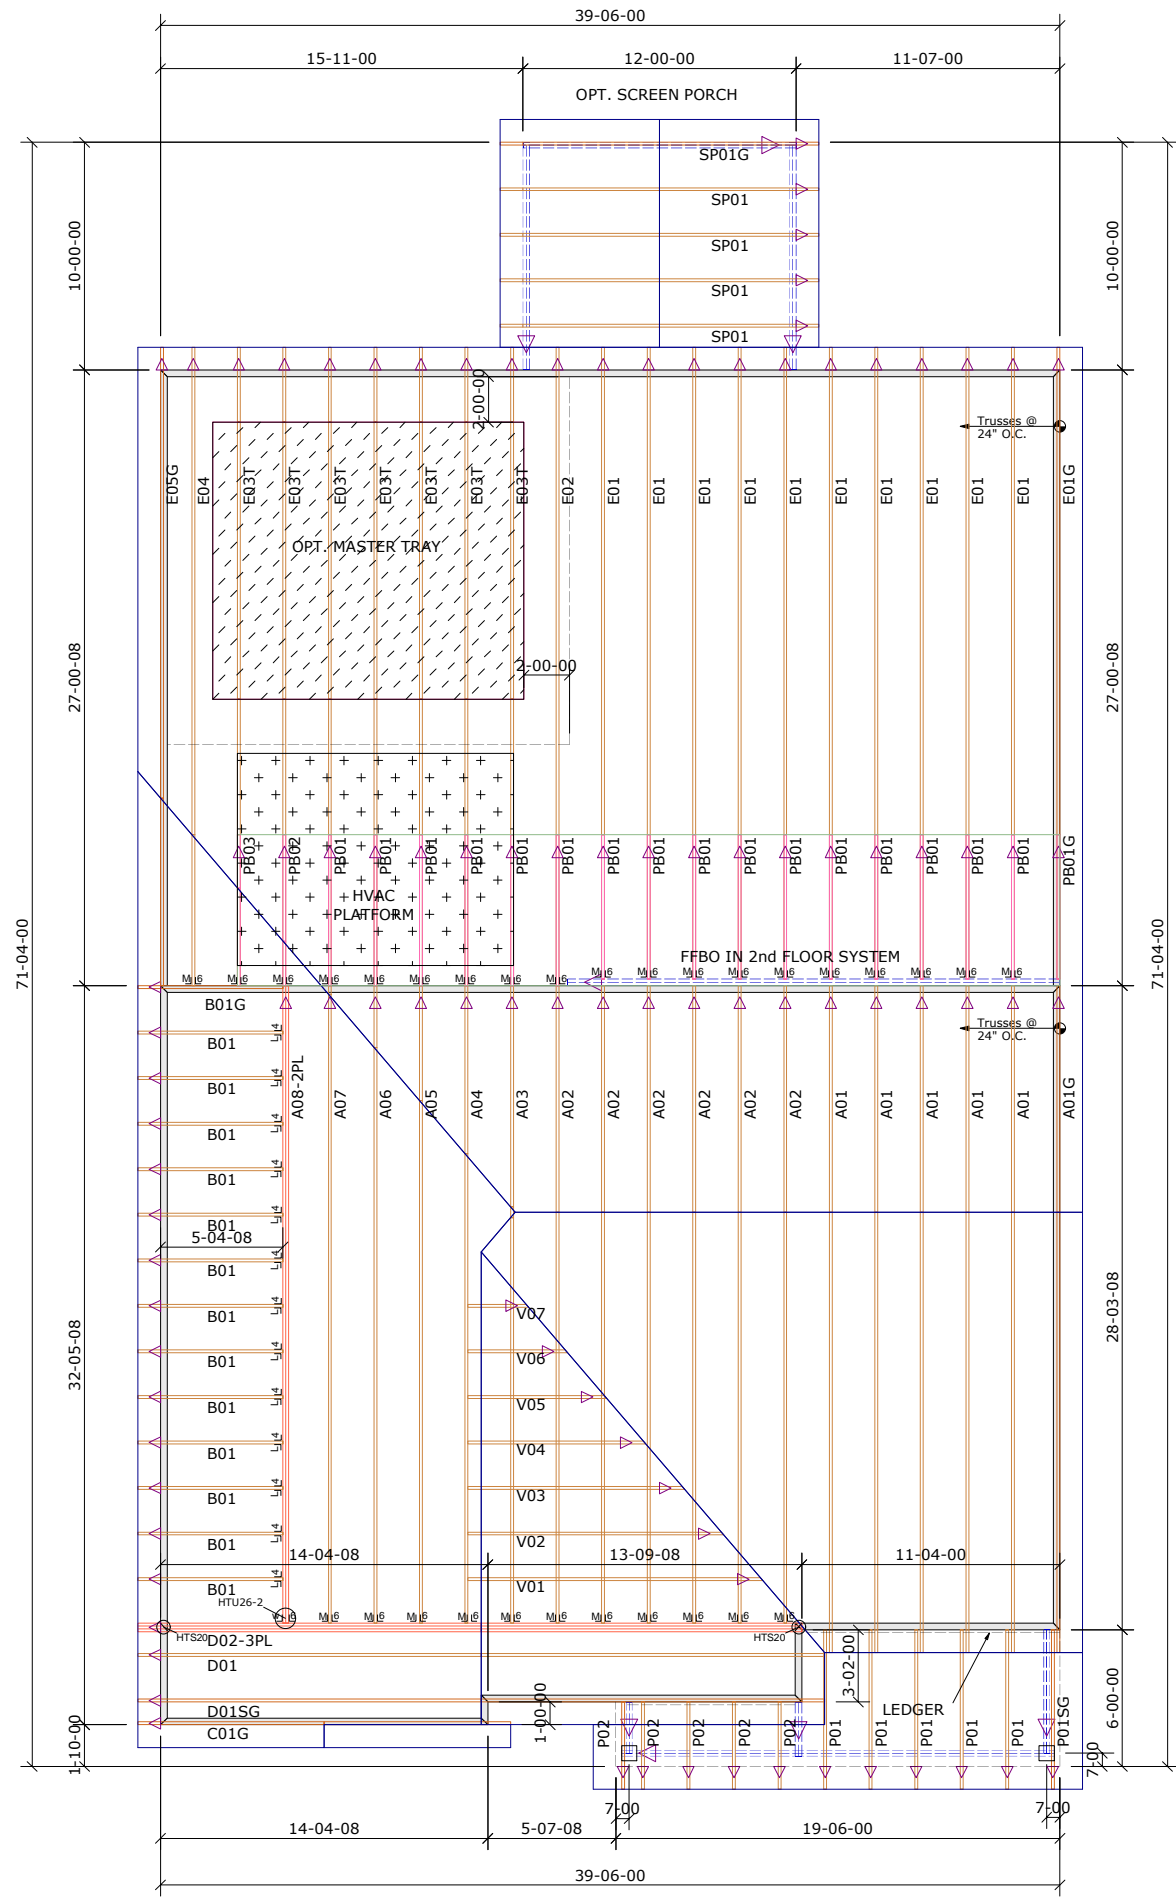 39-06-00
15-11-00 12-00-00 11-07-00
OPT. SCREEN PORCH
SP01G
SP01
SP01
SP01
SP01
10-00-00 10-00-00
2-00-00
Trusses @
24" O.C.
E05G E04 E03T E03T E03T E03T E03T E03T E03T E02 E01 E01 E01 E01 E01 E01 E01 E01 E01 E01 E01G
OPT. MASTER TRAY
27-00-08 27-00-08
2-00-00
PB03 PB02 PB01 PB01 PB01 PB01 PB01 PB01 PB01 PB01 PB01 PB01 PB01 PB01 PB01 PB01 PB01 PB01 PB01G
HVAC
PLATFORM
71-04-00 71-04-00
FFBO IN 2nd FLOOR SYSTEM
B01G
Trusses @
24" O.C.
B01
B01
B01
B01
B01
A08-2PL A07 A06 A05 A04 A03 A02 A02 A02 A02 A02 A02 A01 A01 A01 A01 A01 A01G
5-04-08
B01
B01
B01
B01
B01
B01
B01
B01
V07
V06
V05
V04
V03
V02
V01
32-05-08 28-03-08
14-04-08 13-09-08 11-04-00
HTU26-2
HTS20 HTS20
D02-3PL
D01
D01SG
C01G
3-02-00
LEDGER
1-00-00
P02 P02 P02 P02 P02 P01 P01 P01 P01 P01 P01SG
6-00-00
1-10-00
7-00
7-00 7-00
14-04-08 5-07-08 19-06-00
39-06-00